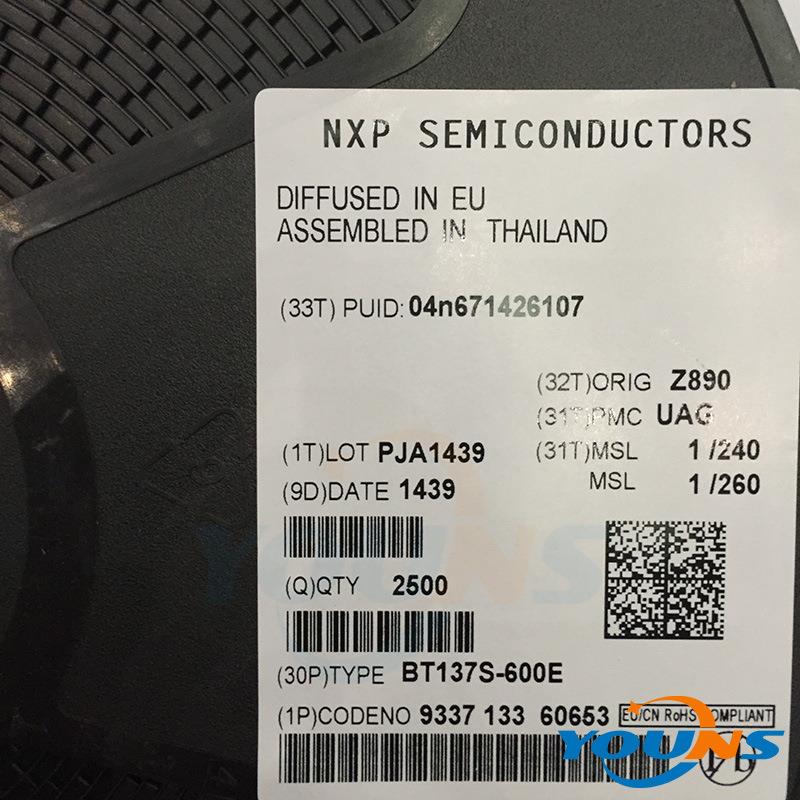 NXP SEMICONDUCTORS
DIFFUSED IN EU
ASSEMBLED IN THAILAND
(33T) PUID: 04n671426107
(32T)ORIG Z890
(31T)PMC UAG
(1T)LOT PJA1439 (31T)MSL 1 /240
(9D)DATE 1439 MSL 1 /260
(Q)QTY 2500
(30P)TYPE BT137S-600E
(1P)CODENO 9337 133 60653 EU/CN RoHS COMPLIANT
YOUNS